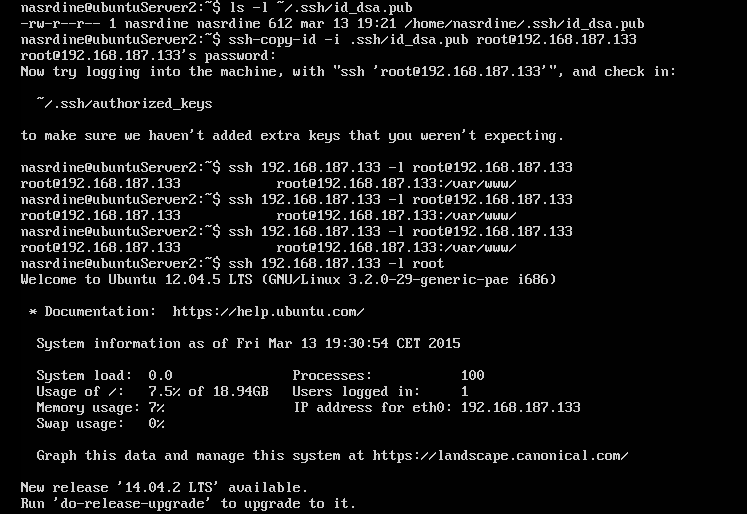 nasrdine@ubuntuServer2:~$ ls -l ~/.ssh/id_dsa.pub
-rw-r--r-- 1 nasrdine nasrdine 612 mar 13 19:21 /home/nasrdine/.ssh/id_dsa.pub
nasrdine@ubuntuServer2:~$ ssh-copy-id -i .ssh/id_dsa.pub root@192.168.187.133
root@192.168.187.133's password:
Now try logging into the machine, with "ssh 'root@192.168.187.133'", and check in:
~/.ssh/authorized_keys
to make sure we haven't added extra keys that you weren't expecting.
nasrdine@ubuntuServer2:~$ ssh 192.168.187.133 -l root@192.168.187.133
root@192.168.187.133 root@192.168.187.133:/var/www/
nasrdine@ubuntuServer2:~$ ssh 192.168.187.133 -l root@192.168.187.133
root@192.168.187.133 root@192.168.187.133:/var/www/
nasrdine@ubuntuServer2:~$ ssh 192.168.187.133 -l root@192.168.187.133
root@192.168.187.133 root@192.168.187.133:/var/www/
nasrdine@ubuntuServer2:~$ ssh 192.168.187.133 -l root
Welcome to Ubuntu 12.04.5 LTS (GNU/Linux 3.2.0-29-generic-pae i686)
* Documentation: https://help.ubuntu.com/
System information as of Fri Mar 13 19:30:54 CET 2015
System load: 0.0 Processes: 100
Usage of /: 7.5% of 18.94GB Users logged in: 1
Memory usage: 7% IP address for eth0: 192.168.187.133
Swap usage: 0%
Graph this data and manage this system at https://landscape.canonical.com/
New release '14.04.2 LTS' available.
Run 'do-release-upgrade' to upgrade to it.